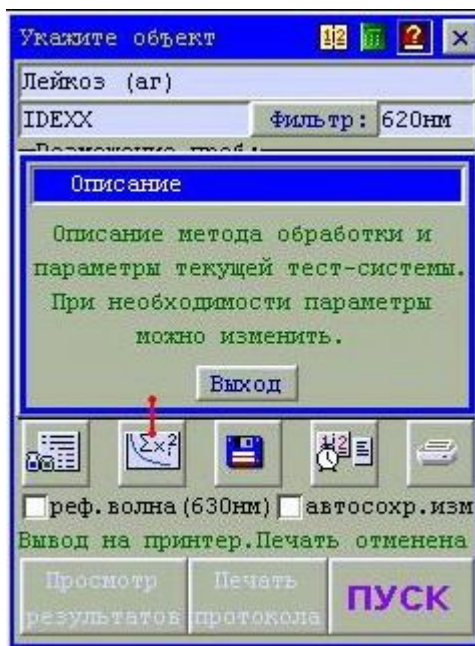 Укажите объект
Лейкоз (аг)
IDEXX Фильтр: 620нм
Описание
Описание метода обработки и
параметры текущей тест-системы.
При необходимости параметры
можно изменить.
Выход
реф.волна(630нм) автосохр.изм
Вывод на принтер.Печать отменена
Просмотр результатов
Печать протокола
ПУСК